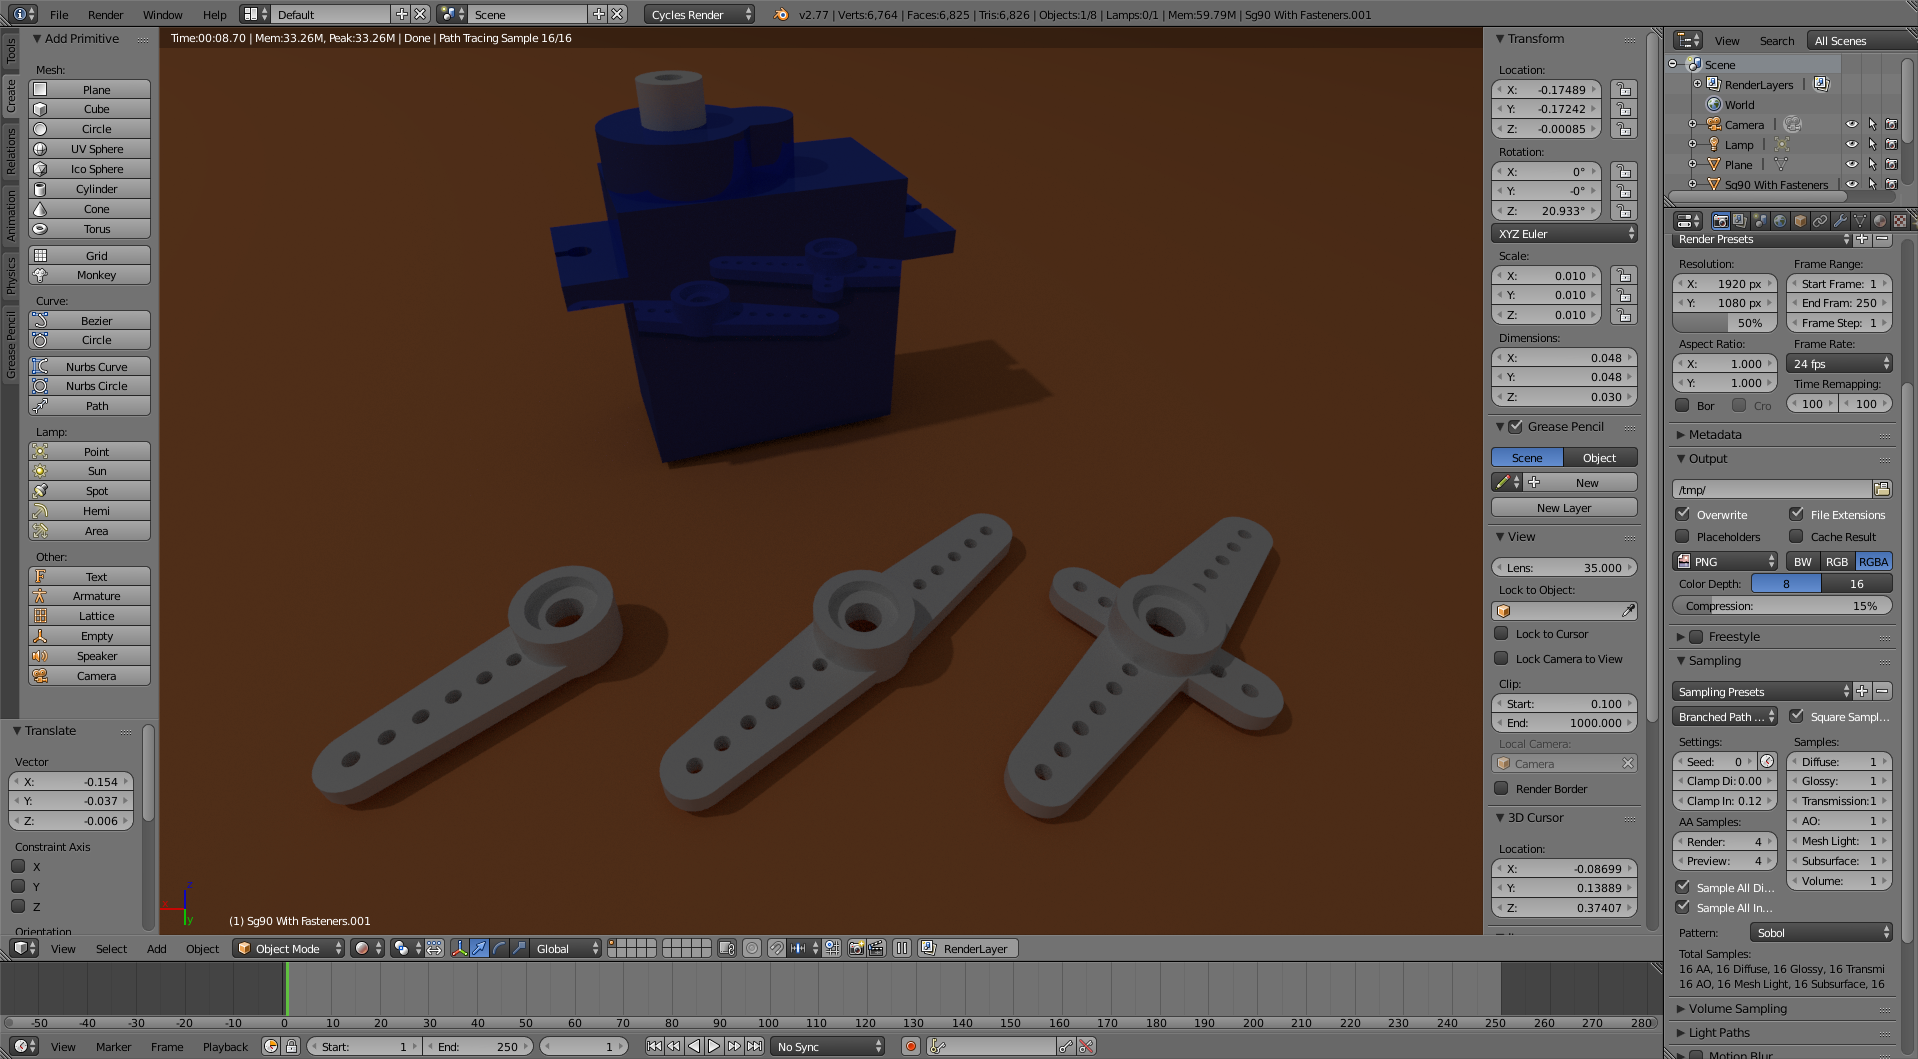 File Render Window Help Default Scene Cycles Render v2.77 | Verts:6,764 | Faces:6,825 | Tris:6,826 | Objects:1/8 | Lamps:0/1 | Mem:59.79M | Sg90 With Fasteners.001
Time:00:08.70 | Mem:33.26M, Peak:33.26M | Done | Path Tracing Sample 16/16
Tools
Create
Relations
Animation
Physics
Grease Pencil
Add Primitive
Mesh:
Plane
Cube
Circle
UV Sphere
Ico Sphere
Cylinder
Cone
Torus
Grid
Monkey
Curve:
Bezier
Circle
Nurbs Curve
Nurbs Circle
Path
Lamp:
Point
Sun
Spot
Hemi
Area
Other:
Text
Armature
Lattice
Empty
Speaker
Camera
Translate
Vector
X: -0.154
Y: -0.037
Z: -0.006
Constraint Axis
X
Y
Z
Orientation
z
x
y
(1) Sg90 With Fasteners.001
Transform
Location:
X: -0.17489
Y: -0.17242
Z: -0.00085
Rotation:
X: 0°
Y: -0°
Z: 20.933°
XYZ Euler
Scale:
X: 0.010
Y: 0.010
Z: 0.010
Dimensions:
X: 0.048
Y: 0.048
Z: 0.030
Grease Pencil
Scene Object
New
New Layer
View
Lens: 35.000
Lock to Object:
Lock to Cursor
Lock Camera to View
Clip:
Start: 0.100
End: 1000.000
Local Camera:
Camera
Render Border
3D Cursor
Location:
X: -0.08699
Y: 0.13889
Z: 0.37407
View Search All Scenes
Scene
RenderLayers |
World
Camera |
Lamp |
Plane |
Sg90 With Fasteners
Render Presets
Resolution: Frame Range:
X: 1920 px Start Frame: 1
Y: 1080 px End Fram: 250
50% Frame Step: 1
Aspect Ratio: Frame Rate:
X: 1.000 24 fps
Y: 1.000 Time Remapping:
Bor Cro 100 100
Metadata
Output
/tmp/
Overwrite File Extensions
Placeholders Cache Result
PNG BW RGB RGBA
Color Depth: 8 16
Compression: 15%
Freestyle
Sampling
Sampling Presets
Branched Path ... Square Sampl...
Settings: Samples:
Seed: 0 Diffuse: 1
Clamp Di: 0.00 Glossy: 1
Clamp In: 0.12 Transmission: 1
AA Samples: AO: 1
Render: 4 Mesh Light: 1
Preview: 4 Subsurface: 1
Sample All Di... Volume: 1
Sample All In...
Pattern: Sobol
Total Samples:
16 AA, 16 Diffuse, 16 Glossy, 16 Transmi
16 AO, 16 Mesh Light, 16 Subsurface, 16
Volume Sampling
Light Paths
Motion Blur
View Select Add Object Object Mode Global RenderLayer
-50 -40 -30 -20 -10 0 10 20 30 40 50 60 70 80 90 100 110 120 130 140 150 160 170 180 190 200 210 220 230 240 250 260 270 280
View Marker Frame Playback Start: 1 End: 250 1 No Sync